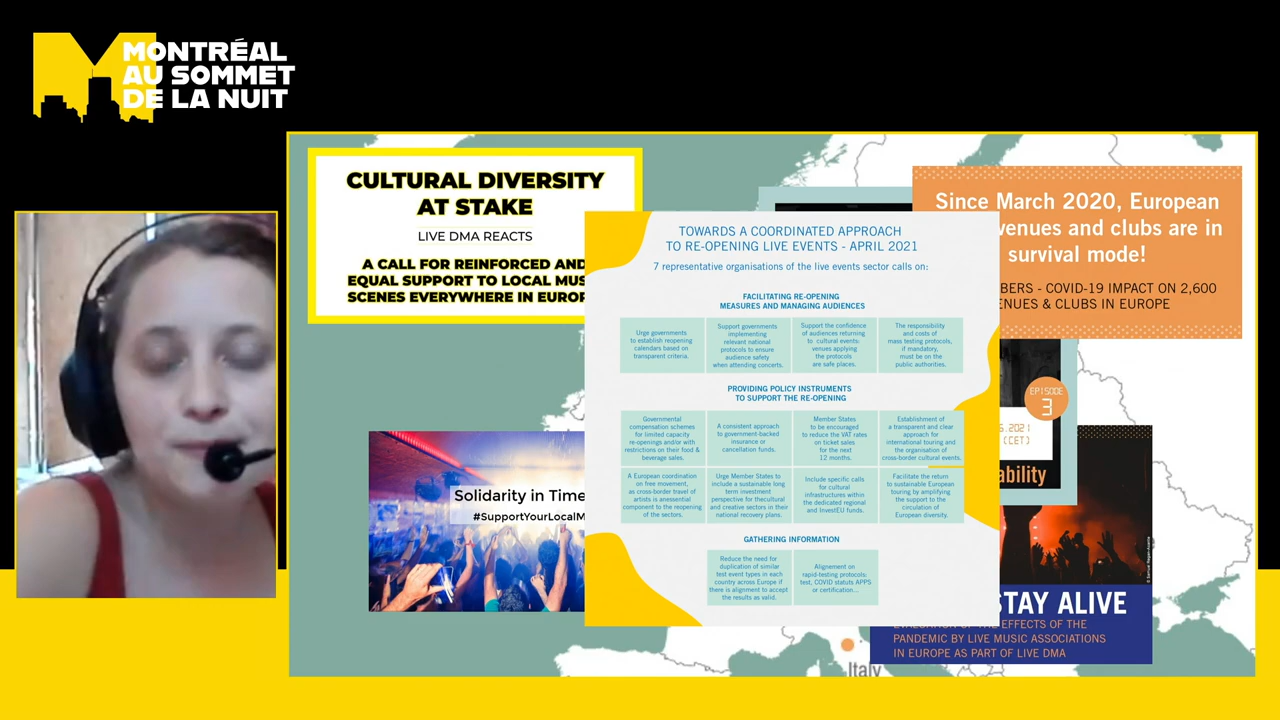 MONTRÉAL
AU SOMMET
DE LA NUIT
CULTURAL DIVERSITY
AT STAKE
LIVE DMA REACTS
A CALL FOR REINFORCED AND
EQUAL SUPPORT TO LOCAL
SCENES EVERYWHERE IN
Since March 2020, European
venues and clubs are in
survival mode!
- COVID-19 IMPACT ON 2,600
& CLUBS IN EUROPE
TOWARDS A COORDINATED APPROACH
TO RE-OPENING LIVE EVENTS - APRIL 2021
7 representative organisations of the live events sector calls on:
FACILITATING RE-OPENING
MEASURES AND MANAGING AUDIENCES
Urge governments
to establish reopening
calendars based on
transparent criteria.
Support governments
implementing
relevant national
protocols to ensure
audience safety
when attending concerts.
Support the confidence
of audiences returning
to cultural events:
venues applying
the protocols
are safe places.
The responsibility
and costs of
mass testing protocols,
if mandatory,
must be on the
public authorities.
PROVIDING POLICY INSTRUMENTS
TO SUPPORT THE RE-OPENING
Governmental
compensation schemes
for limited capacity
re-openings and/or with
restrictions on their food &
beverage sales.
A consistent approach
to government-backed
insurance or
cancellation funds.
Member States
to be encouraged
to reduce the VAT rates
on ticket sales
for the next
12 months.
Establishment of
a transparent and clear
approach for
international touring and
the organisation of
cross-border cultural events.
A European coordination
on free movement,
as cross-border travel of
artists is anessential
component to the reopening
of the sectors.
Urge Member States to
include a sustainable long
term investment
perspective for thecultural
and creative sectors in their
national recovery plans.
Include specific calls
for cultural
infrastructures within
the dedicated regional
and InvestEU funds.
Facilitate the return
to sustainable European
touring by amplifying
the support to the
circulation of
European diversity.
GATHERING INFORMATION
Reduce the need for
duplication of similar
test event types in each
country across Europe if
there is alignment to accept
the results as valid.
Alignement on
rapid-testing protocols:
test, COVID statuts APPS
or certification...
EPISODE
3
2021
(CET)
Solidarity in Time
STAY ALIVE
EFFECTS OF THE
PANDEMIC BY LIVE MUSIC ASSOCIATIONS
IN EUROPE AS PART OF LIVE DMA
Italy